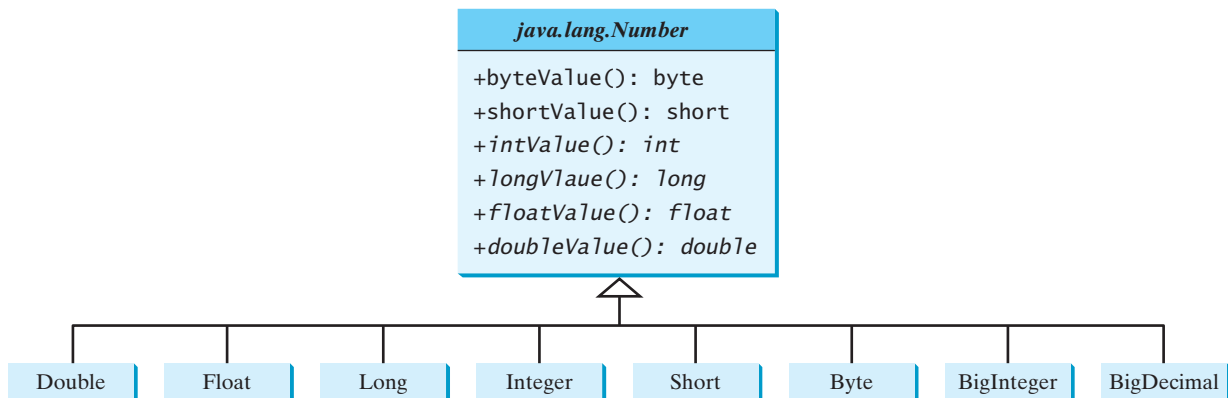 java.lang.Number
+byteValue(): byte
+shortValue(): short
+intValue(): int
+longVlaue(): long
+floatValue(): float
+doubleValue(): double
Double Float Long Integer Short Byte BigInteger BigDecimal